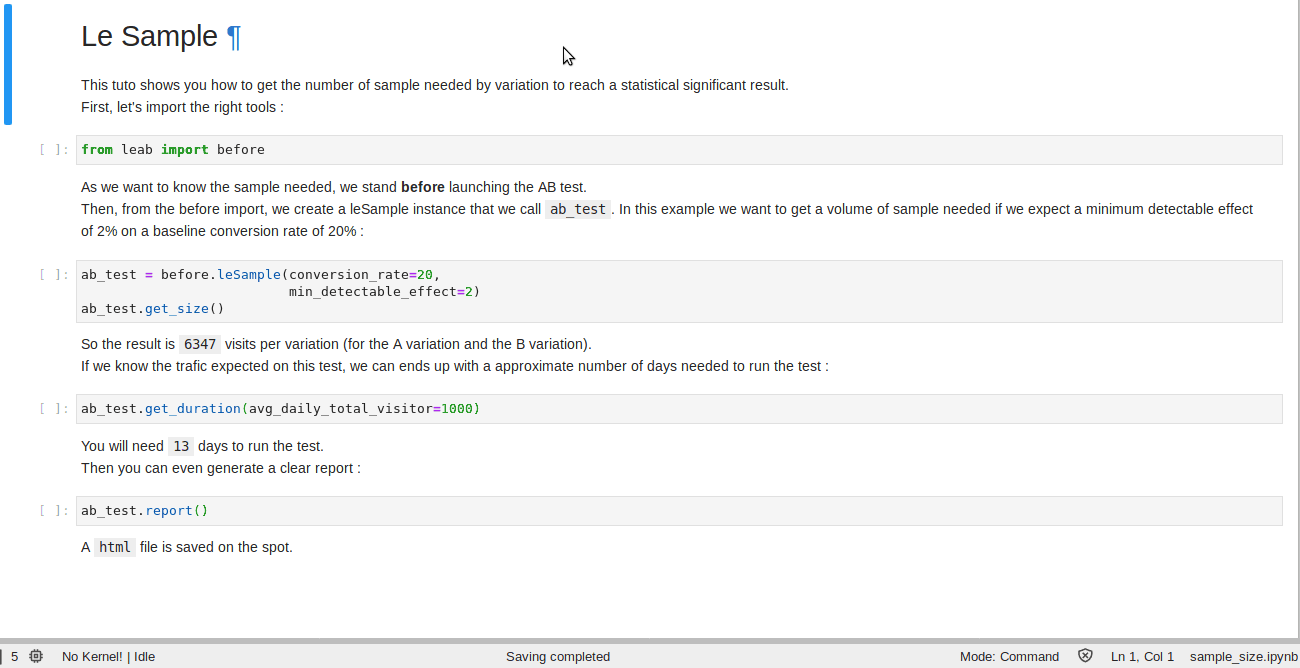 Le Sample ¶
This tuto shows you how to get the number of sample needed by variation to reach a statistical significant result.
First, let's import the right tools :
[ ]: from leab import before
As we want to know the sample needed, we stand before launching the AB test.
Then, from the before import, we create a leSample instance that we call ab_test . In this example we want to get a volume of sample needed if we expect a minimum detectable effect
of 2% on a baseline conversion rate of 20% :
[ ]: ab_test = before.leSample(conversion_rate=20,
min_detectable_effect=2)
ab_test.get_size()
So the result is 6347 visits per variation (for the A variation and the B variation).
If we know the trafic expected on this test, we can ends up with a approximate number of days needed to run the test :
[ ]: ab_test.get_duration(avg_daily_total_visitor=1000)
You will need 13 days to run the test.
Then you can even generate a clear report :
[ ]: ab_test.report()
A html file is saved on the spot.
5 No Kernel! | Idle Saving completed Mode: Command Ln 1, Col 1 sample_size.ipynb